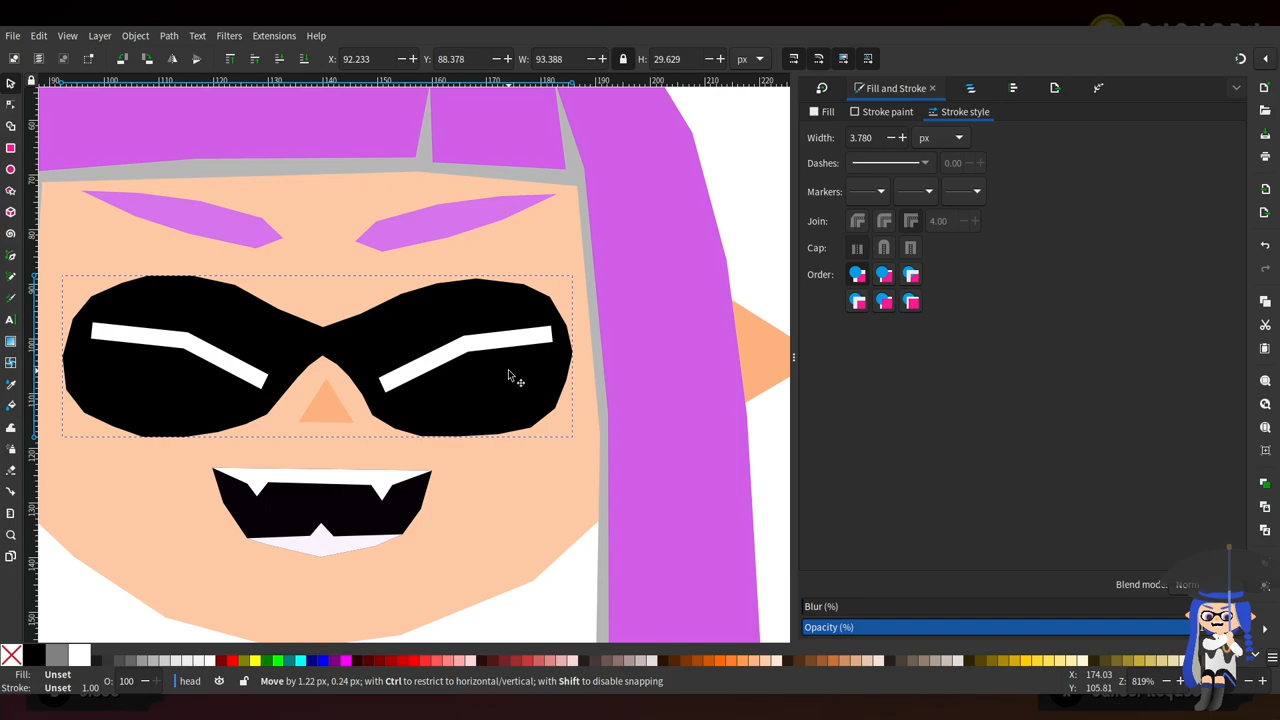 File Edit View Layer Object Path Text Filters Extensions Help
X: 92.233 Y: 88.378 W: 93.388 H: 29.629 px
Fill and Stroke
Fill Stroke paint Stroke style
Width: 3.780 px
Dashes: 0.00
Markers:
Join: 4.00
Cap:
Order:
Blend mode:
Blur (%)
Opacity (%)
Fill: Unset
Stroke: Unset 1.00
O: 100 head Move by 1.22 px, 0.24 px; with Ctrl to restrict to horizontal/vertical; with Shift to disable snapping
X: 174.03
Y: 105.81
Z: 819%